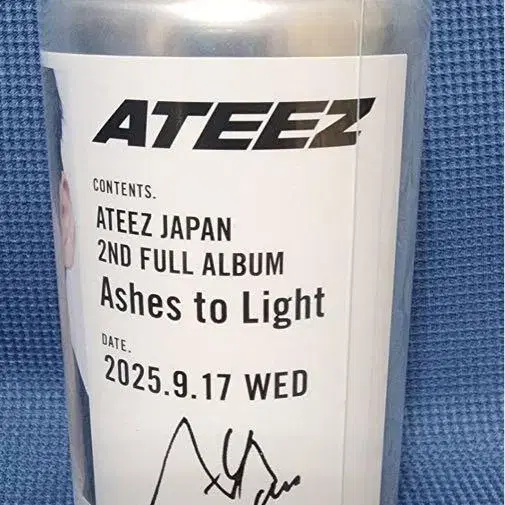 ATEEZ
CONTENTS.
ATEEZ JAPAN
2ND FULL ALBUM
Ashes to Light
DATE.
2025.9.17 WED